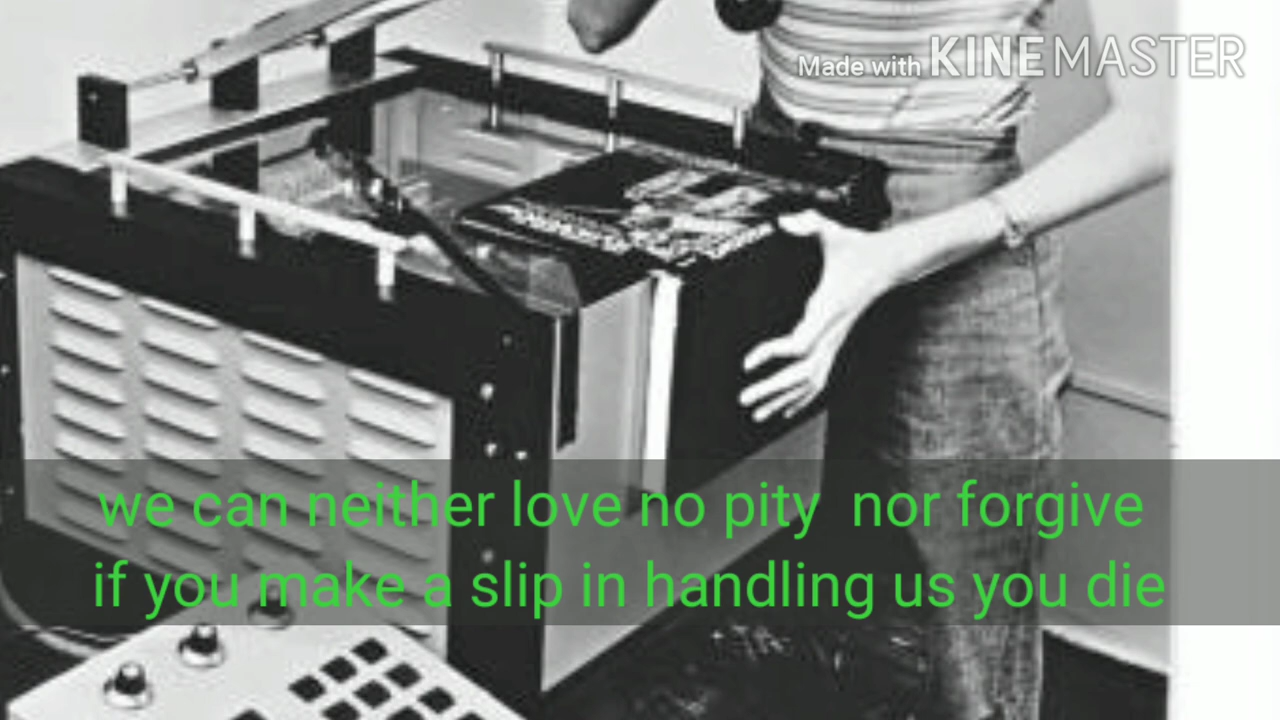 Made with KINEMASTER
we can neither love no pity nor forgive
if you make a slip in handling us you die